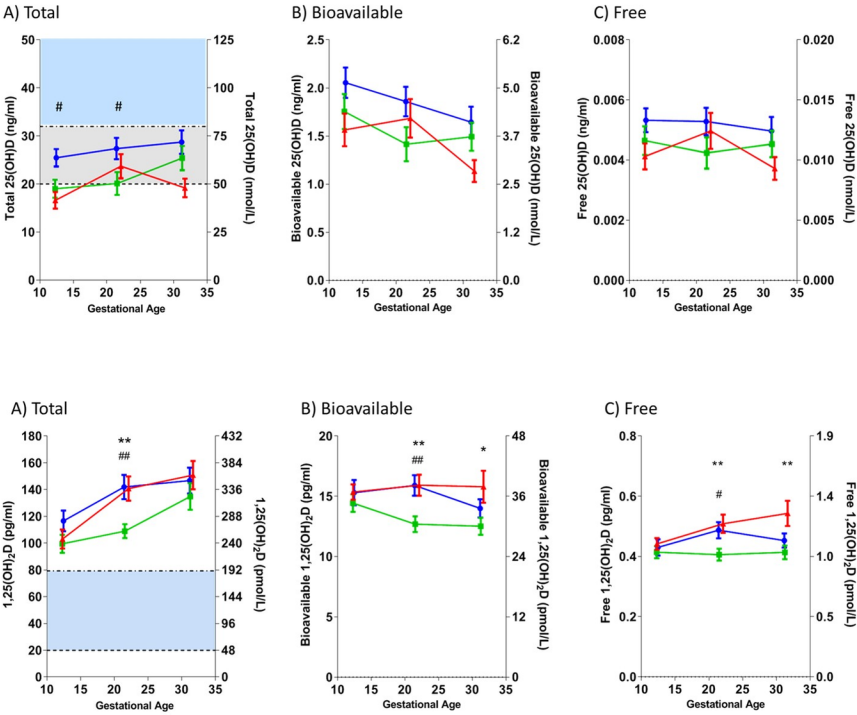 A) Total
B) Bioavailable
C) Free
50
40
30
20
10
0
Total 25(OH)D (ng/ml)
#
#
125
100
75
50
25
0
Total 25(OH)D (nmol/L)
10 15 20 25 30 35
Gestational Age
2.5
2.0
1.5
1.0
0.5
0.0
Bioavailable 25(OH)D (ng/ml)
6.2
5.0
3.7
2.5
1.2
0.0
Bioavailable 25(OH)D (nmol/L)
10 15 20 25 30 35
Gestational Age
0.008
0.006
0.004
0.002
0.000
Free 25(OH)D (ng/ml)
0.020
0.015
0.010
0.005
0.000
Free 25(OH)D (nmol/L)
10 15 20 25 30 35
Gestational Age
A) Total
B) Bioavailable
C) Free
180
160
140
120
100
80
60
40
20
0
1,25(OH)2D (pg/ml)
**
##
432
384
336
288
240
192
144
96
48
0
1,25(OH)2D (pmol/L)
10 15 20 25 30 35
Gestational Age
20
15
10
5
0
Bioavailable 1,25(OH)2D (pg/ml)
**
##
*
48
36
24
12
0
Bioavailable 1,25(OH)2D (pmol/L)
10 15 20 25 30 35
Gestational Age
0.8
0.6
0.4
0.2
0.0
Free 1,25(OH)2D (pg/ml)
**
#
**
1.9
1.4
1.0
0.5
0.0
Free 1,25(OH)2D (pmol/L)
10 15 20 25 30 35
Gestational Age